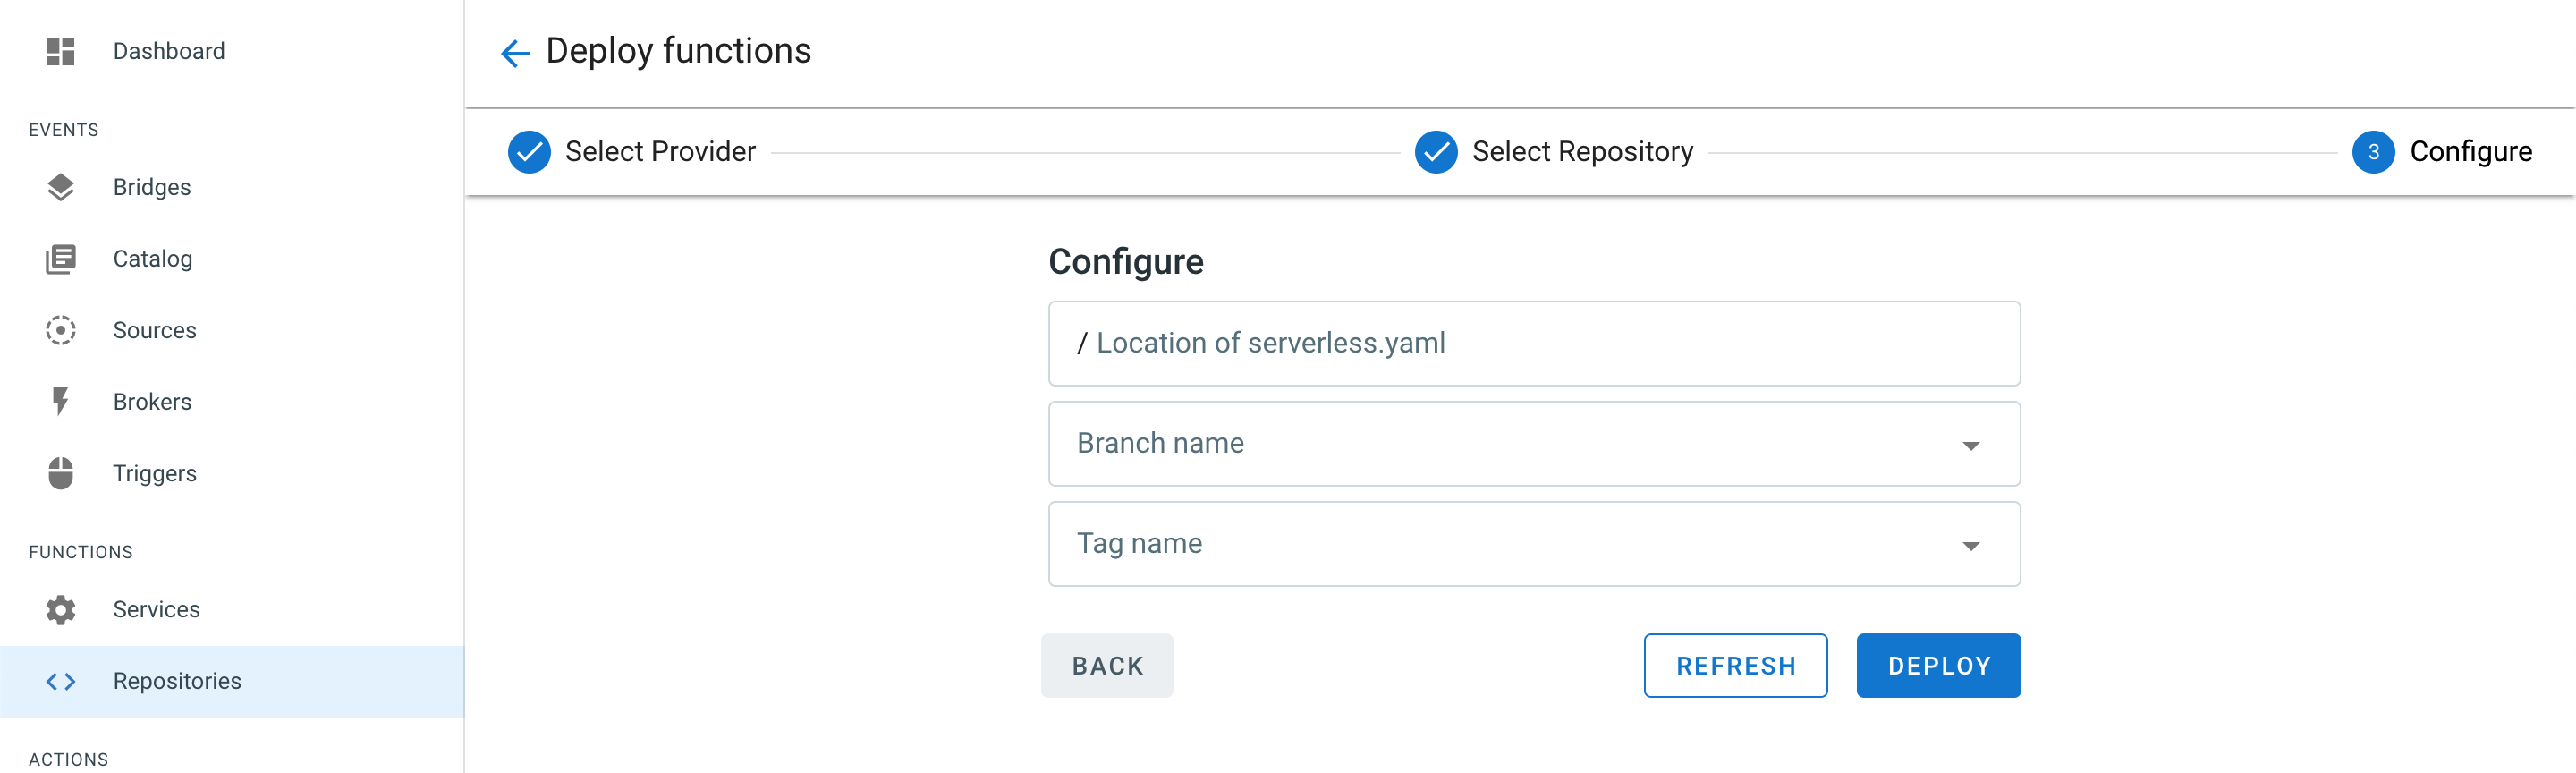 Dashboard
EVENTS
Bridges
Catalog
Sources
Brokers
Triggers
FUNCTIONS
Services
Repositories
ACTIONS
Deploy functions
Select Provider
Select Repository
3 Configure
Configure
/ Location of serverless.yaml
Branch name
Tag name
BACK
REFRESH
DEPLOY